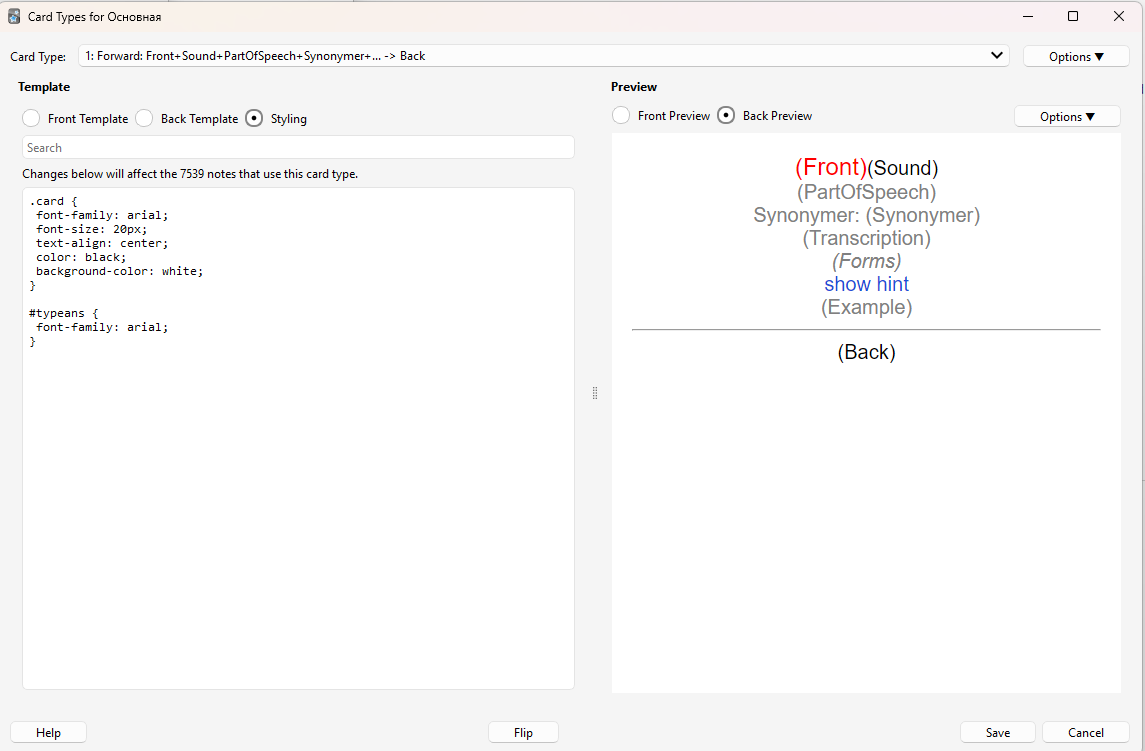 Card Types for Основная
Card Type: 1: Forward: Front+Sound+PartOfSpeech+Synonymer+... -> Back Options ▼
Template
Front Template Back Template Styling
Search
Changes below will affect the 7539 notes that use this card type.
.card {
 font-family: arial;
 font-size: 20px;
 text-align: center;
 color: black;
 background-color: white;
}
#typeans {
 font-family: arial;
}
Preview
Front Preview Back Preview Options ▼
(Front)(Sound)
(PartOfSpeech)
Synonymer: (Synonymer)
(Transcription)
(Forms)
show hint
(Example)
(Back)
Help Flip Save Cancel